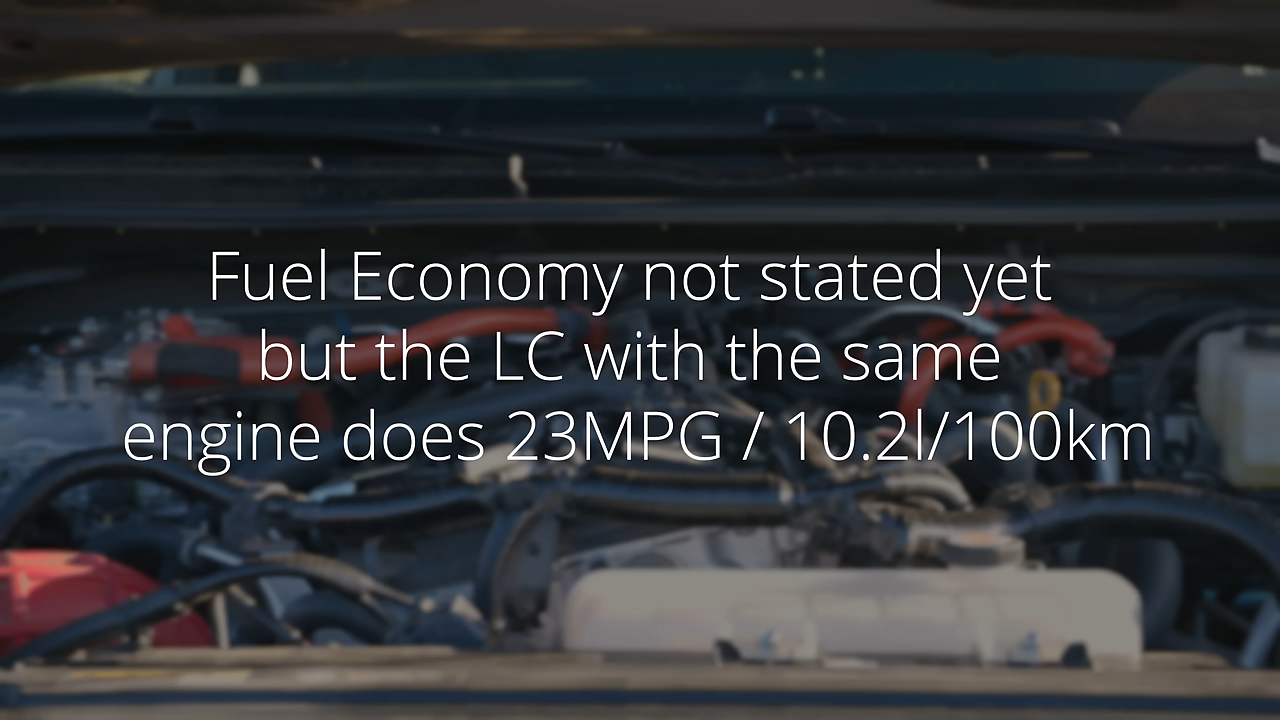 Fuel Economy not stated yet
but the LC with the same
engine does 23MPG / 10.2l/100km